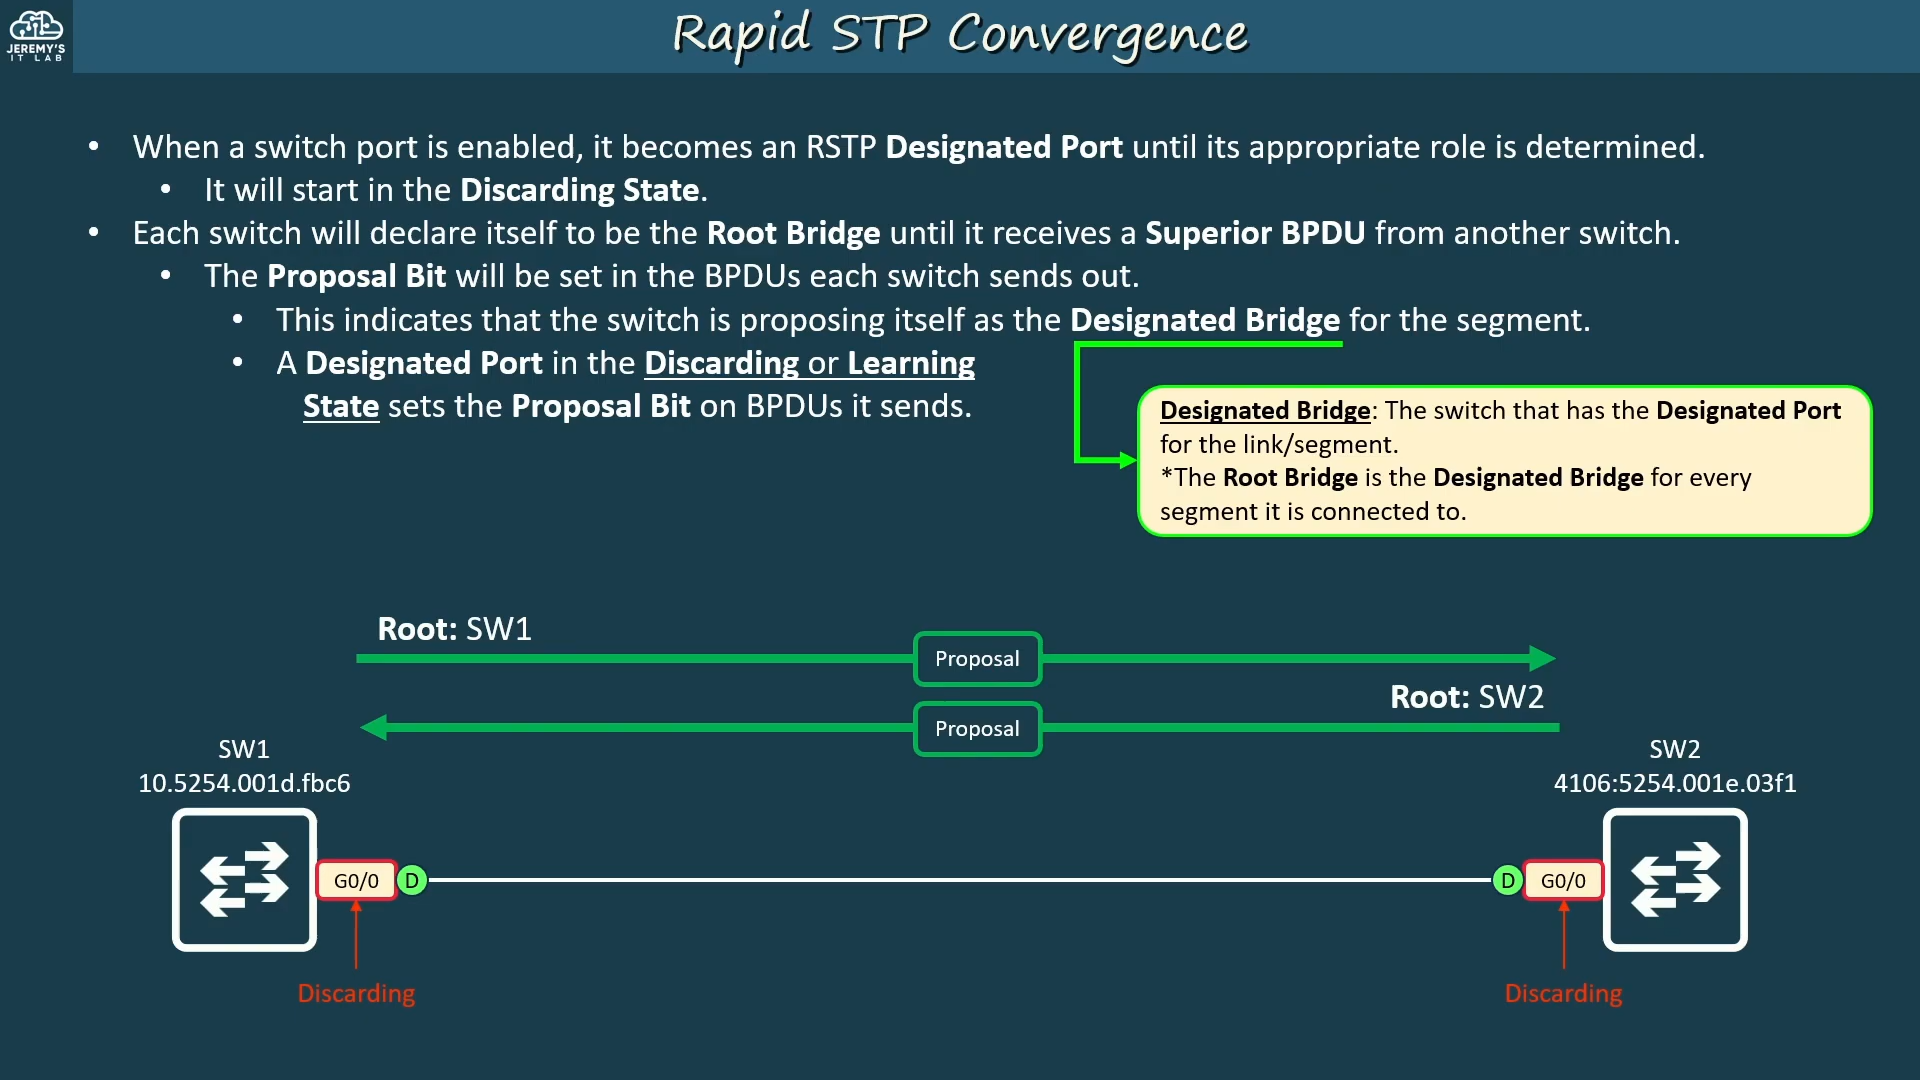 JEREMY'S
IT LAB
Rapid STP Convergence
• When a switch port is enabled, it becomes an RSTP Designated Port until its appropriate role is determined.
• It will start in the Discarding State.
• Each switch will declare itself to be the Root Bridge until it receives a Superior BPDU from another switch.
• The Proposal Bit will be set in the BPDUs each switch sends out.
• This indicates that the switch is proposing itself as the Designated Bridge for the segment.
• A Designated Port in the Discarding or Learning
State sets the Proposal Bit on BPDUs it sends.
Designated Bridge: The switch that has the Designated Port
for the link/segment.
*The Root Bridge is the Designated Bridge for every
segment it is connected to.
Root: SW1
Proposal
Root: SW2
Proposal
SW1
10.5254.001d.fbc6
SW2
4106:5254.001e.03f1
G0/0 D
D G0/0
Discarding
Discarding